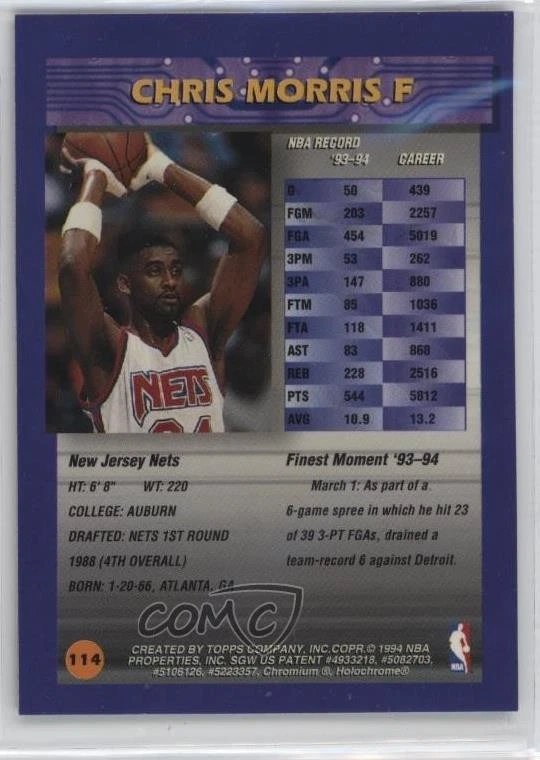 CHRIS MORRIS F
NBA RECORD
'93-94 CAREER
G 50 439
FGM 203 2257
FGA 454 5019
3PM 53 262
3PA 147 880
FTM 85 1036
FTA 118 1411
AST 83 868
REB 228 2516
PTS 544 5812
AVG 10.9 13.2
NETS
New Jersey Nets
HT: 6' 8" WT: 220
COLLEGE: AUBURN
DRAFTED: NETS 1ST ROUND
1988 (4TH OVERALL)
BORN: 1-20-66, ATLANTA, GA
Finest Moment '93-94
March 1: As part of a
6-game spree in which he hit 23
of 39 3-PT FGAs, drained a
team-record 6 against Detroit.
COMC
114
CREATED BY TOPPS COMPANY, INC.COPR.© 1994 NBA
PROPERTIES, INC. SGW US PATENT #4933218, #5082703,
#5106126, #5223357, Chromium ®, Holochrome®
NBA